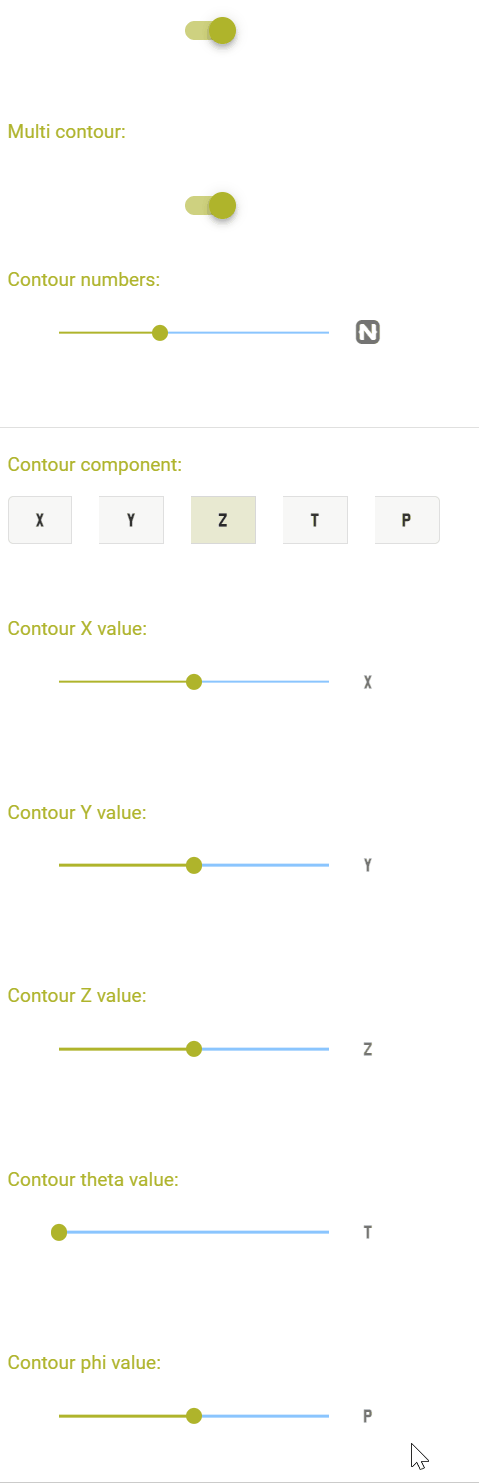 Multi contour:
Contour numbers:
N
Contour component:
X Y Z T P
Contour X value:
X
Contour Y value:
Y
Contour Z value:
Z
Contour theta value:
T
Contour phi value:
P